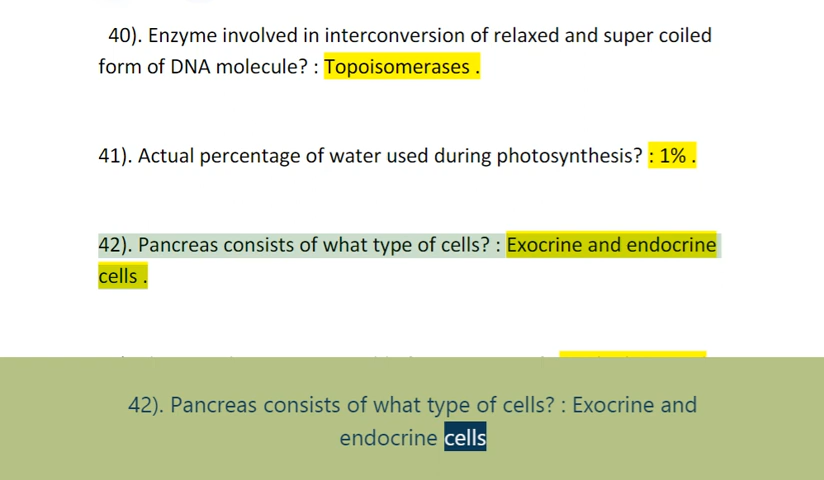 40). Enzyme involved in interconversion of relaxed and super coiled
form of DNA molecule? : Topoisomerases .
41). Actual percentage of water used during photosynthesis? : 1% .
42). Pancreas consists of what type of cells? : Exocrine and endocrine
cells .
42). Pancreas consists of what type of cells? : Exocrine and
endocrine cells